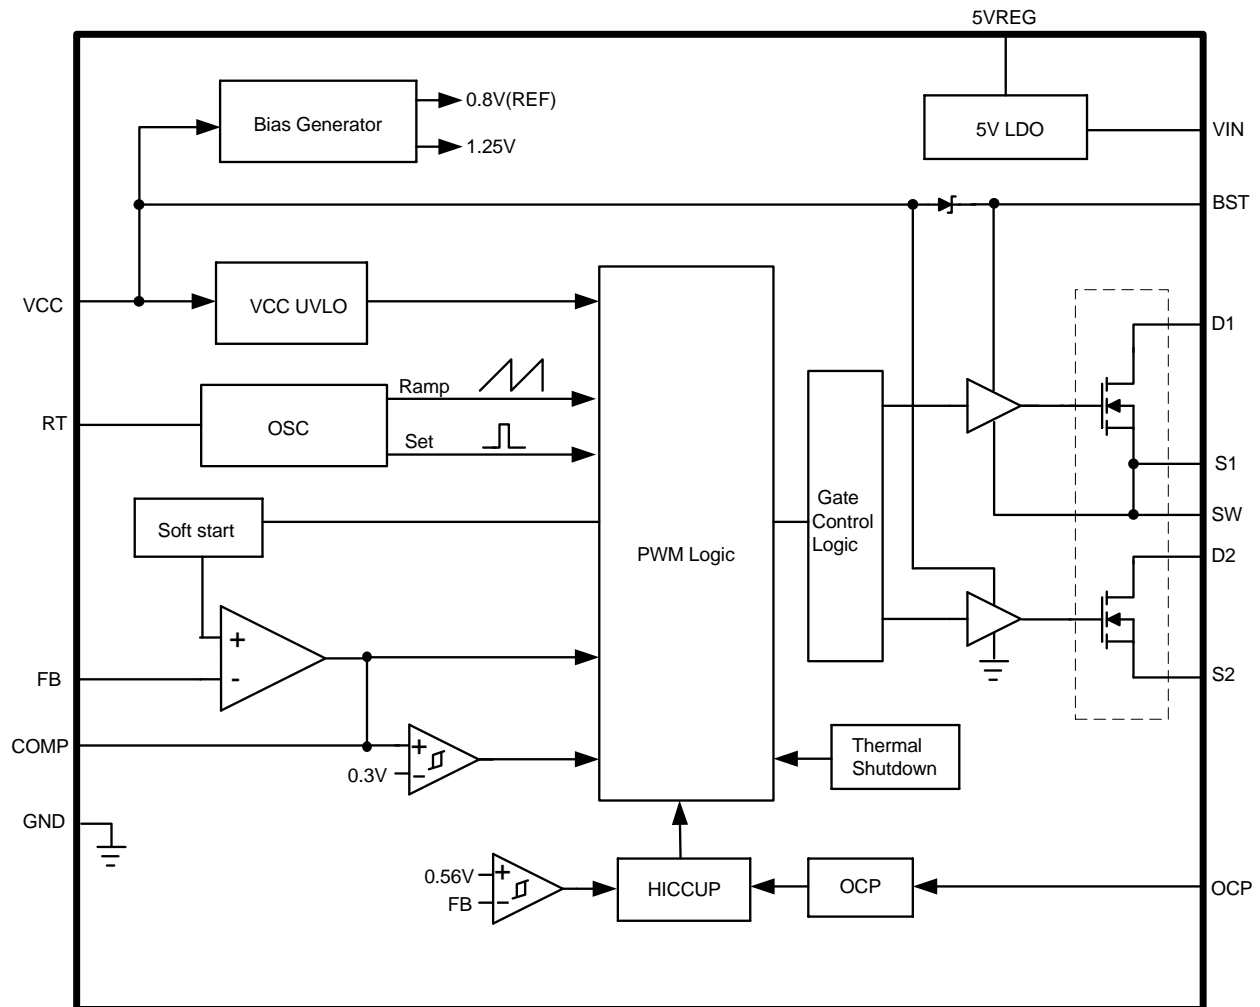 5VREG
Bias Generator
0.8V(REF)
1.25V
5V LDO
VIN
BST
VCC
VCC UVLO
D1
Ramp
RT
OSC
Set
S1
Gate
Control
Logic
SW
Soft start
PWM Logic
D2
+
-
FB
S2
COMP
+
0.3V
−
Thermal
Shutdown
GND
0.56V
+
FB
−
HICCUP
OCP
OCP